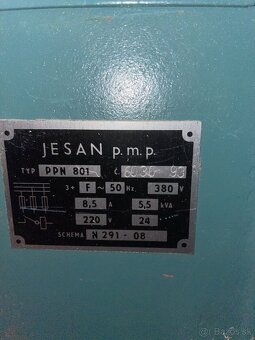 JESAN p.m.p.
TYP PPN 801 Č.
3+ F ~ 50 Hz 380 V
8,5 A 5,5 kVA
220 V 24
SCHEMA N 291-08